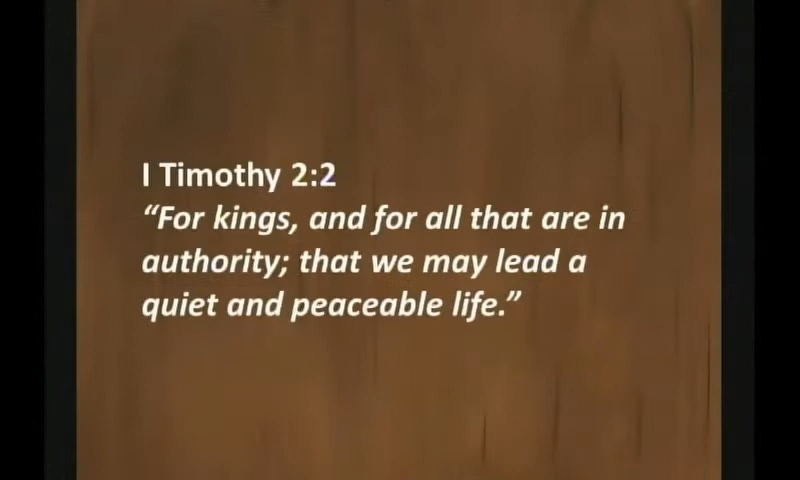 I Timothy 2:2
“For kings, and for all that are in
authority; that we may lead a
quiet and peaceable life.”